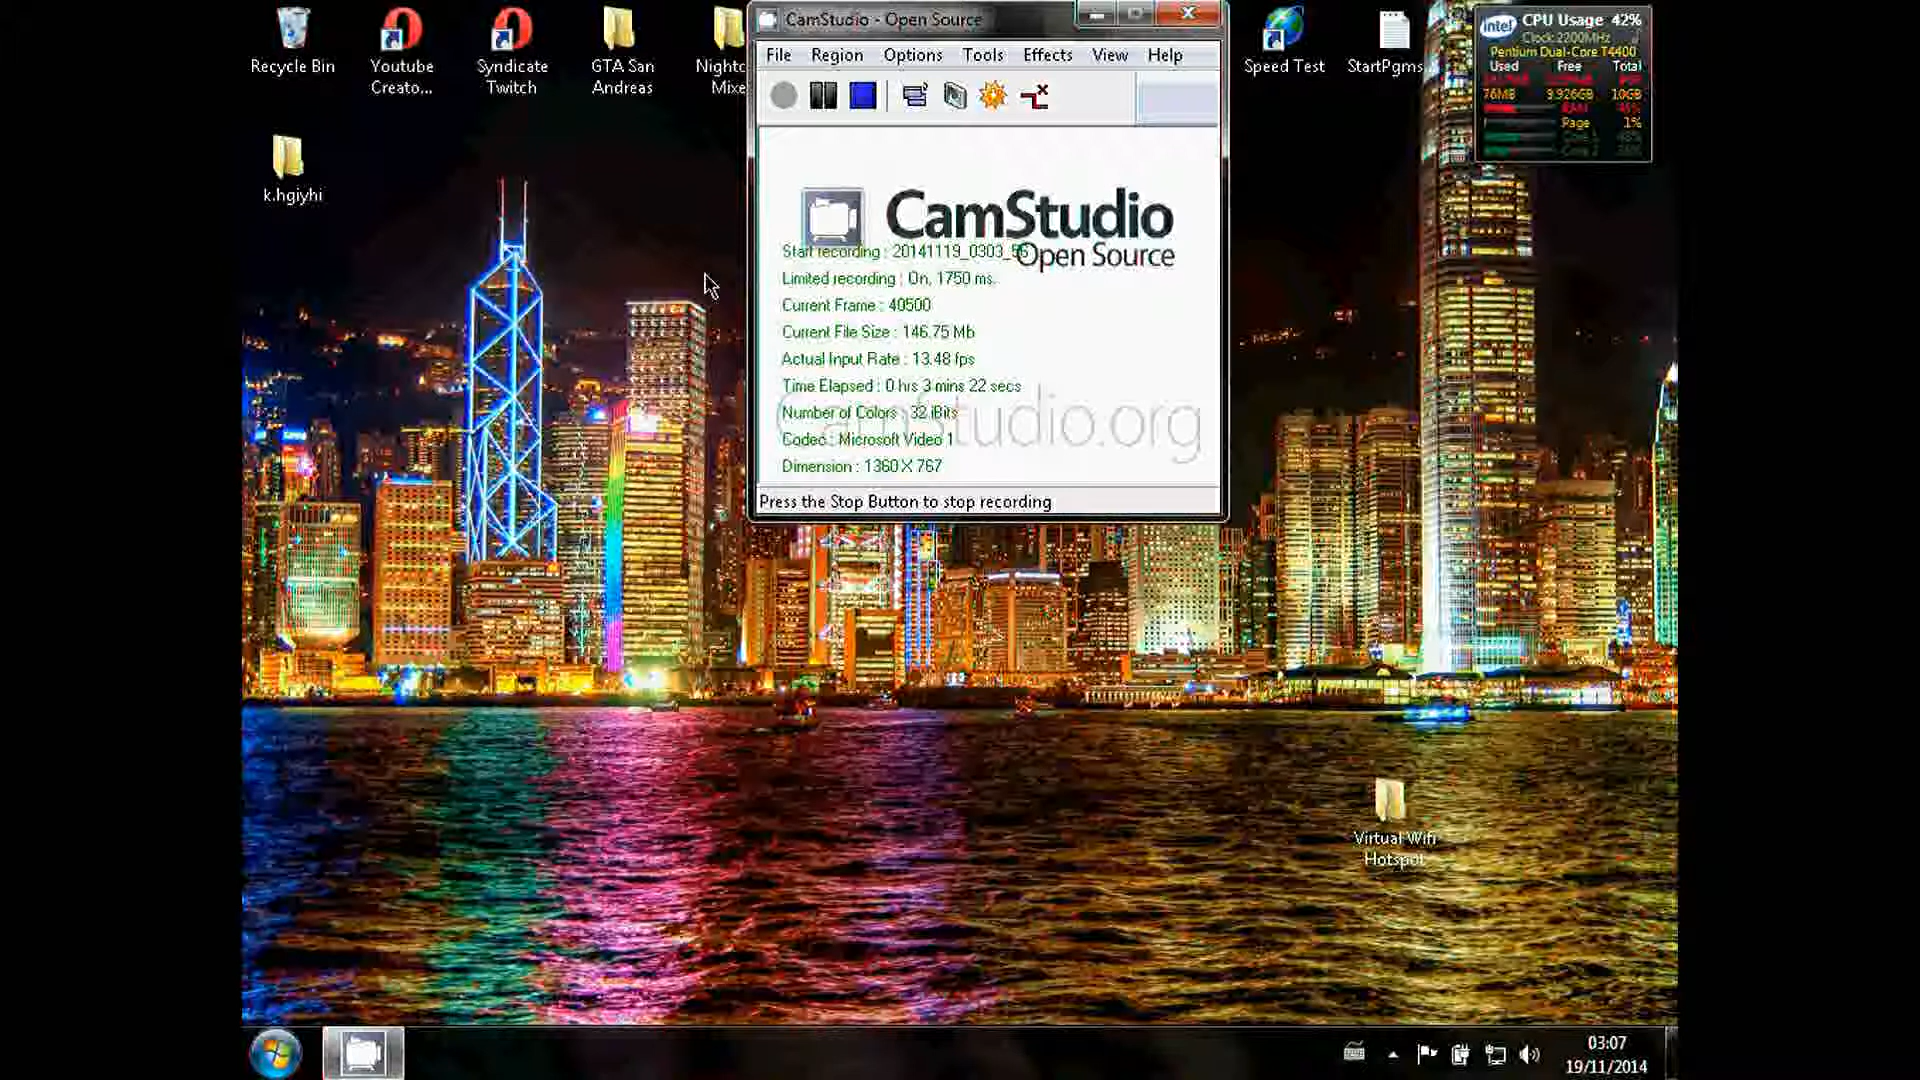 Recycle Bin
Youtube
Creato...
Syndicate
Twitch
GTA San
Andreas
Nightc
Mixe
CamStudio - Open Source
File Region Options Tools Effects View Help
CamStudio
Open Source
Start recording : 20141119_0303_56
Limited recording : On, 1750 ms.
Current Frame : 40500
Current File Size : 146.75 Mb
Actual Input Rate : 13.48 fps
Time Elapsed : 0 hrs 3 mins 22 secs
Number of Colors : 32 iBits
CamStudio.org
Codec : Microsoft Video 1
Dimension : 1360 X 767
Press the Stop Button to stop recording
Speed Test
StartPgms
intel
CPU Usage 42%
Clock: 2200MHz
Pentium Dual-Core T4400
Used Free Total
76MB 9.926GB 10GB
RAM
Page 1%
k.hgiyhi
Virtual Wifi
Hotspot
03:07
19/11/2014